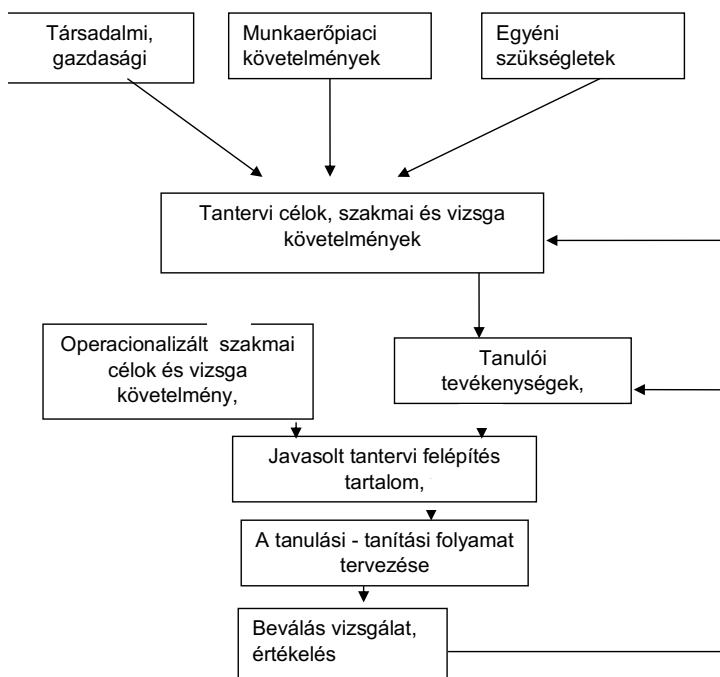 Társadalmi,
gazdasági
Munkaerőpiaci
követelmények
Egyéni
szükségletek
Tantervi célok, szakmai és vizsga
követelmények
Operacionalizált szakmai
célok és vizsga
követelmény,
Tanulói
tevékenységek,
Javasolt tantervi felépítés
tartalom,
A tanulási - tanítási folyamat
tervezése
Beválás vizsgálat,
értékelés